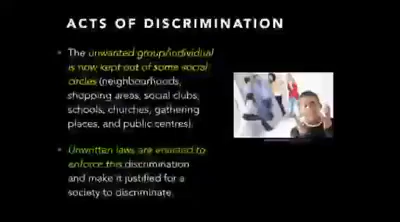 ACTS OF DISCRIMINATION
The unwanted group/individual
is now kept out of some social
circles (neighbourhoods,
shopping areas, social clubs,
schools, churches, gathering
places, and public centres).
Unwritten laws are enacted to
enforce this discrimination
and make it justified for a
society to discriminate.